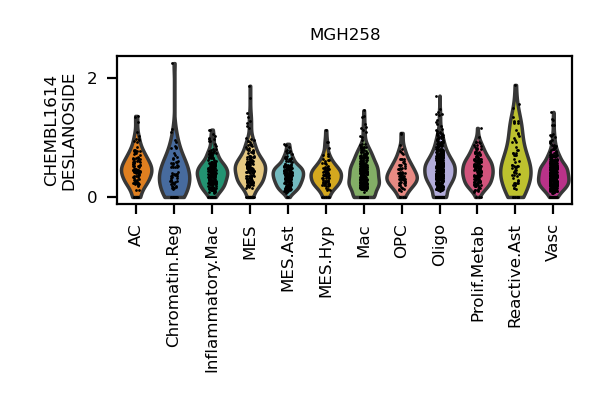 MGH258
CHEMBL1614
DESLANOSIDE
2
0
AC
Chromatin.Reg
Inflammatory.Mac
MES
MES.Ast
MES.Hyp
Mac
OPC
Oligo
Prolif.Metab
Reactive.Ast
Vasc